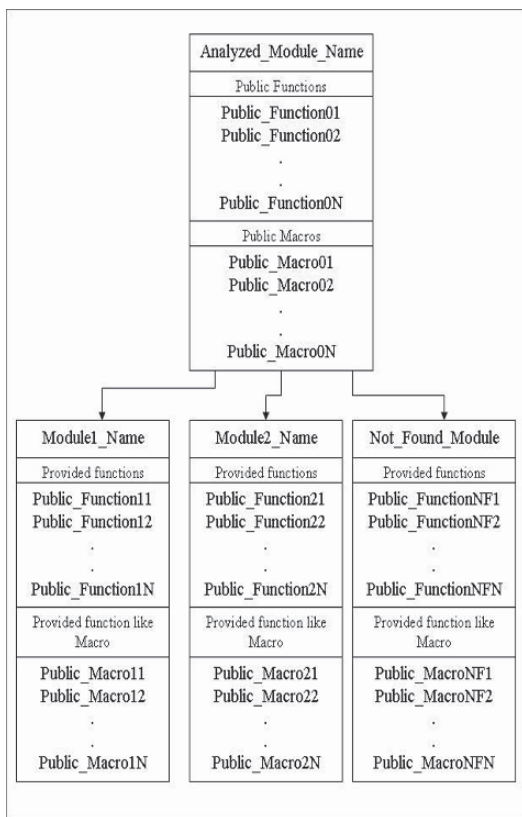 Analyzed_Module_Name
Public Functions
Public_Function01
Public_Function02
.
.
Public_Function0N
Public Macros
Public_Macro01
Public_Macro02
.
.
Public_Macro0N
Module1_Name
Provided functions
Public_Function11
Public_Function12
.
.
Public_Function1N
Provided function like
Macro
Public_Macro11
Public_Macro12
.
.
Public_Macro1N
Module2_Name
Provided functions
Public_Function21
Public_Function22
.
.
Public_Function2N
Provided function like
Macro
Public_Macro21
Public_Macro22
.
.
Public_Macro2N
Not_Found_Module
Provided functions
Public_FunctionNF1
Public_FunctionNF2
.
.
Public_FunctionNFN
Provided function like
Macro
Public_MacroNF1
Public_MacroNF2
.
.
Public_MacroNFN